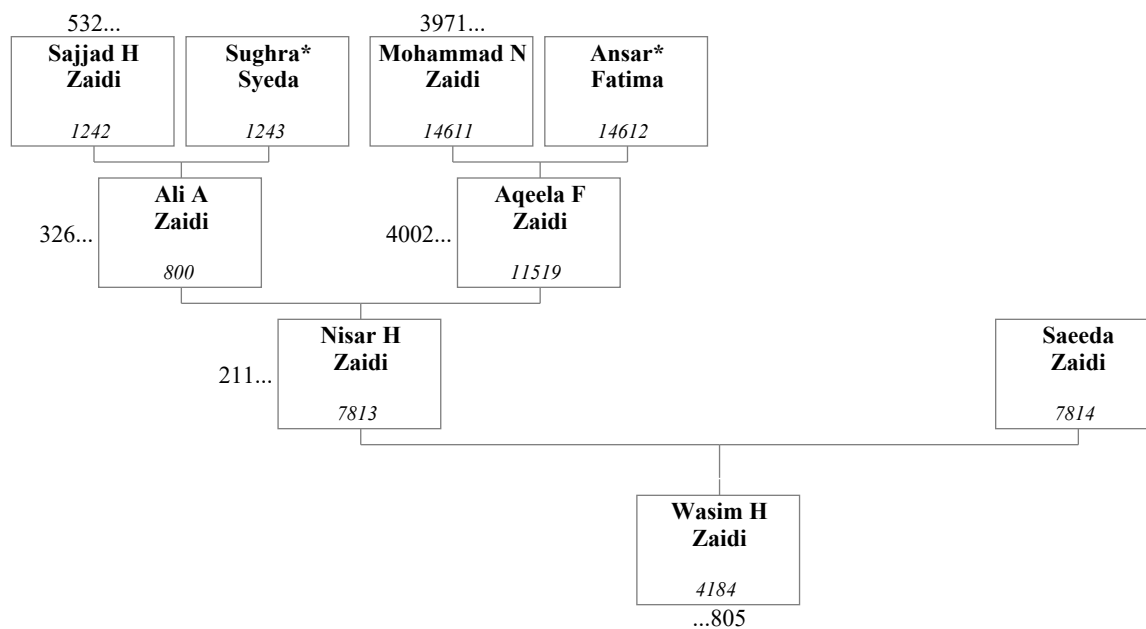 532...
3971...
Sajjad H
Zaidi
1242
Sughra*
Syeda
1243
Mohammad N
Zaidi
14611
Ansar*
Fatima
14612
326...
Ali A
Zaidi
800
4002...
Aqeela F
Zaidi
11519
211...
Nisar H
Zaidi
7813
Saeeda
Zaidi
7814
Wasim H
Zaidi
4184
...805